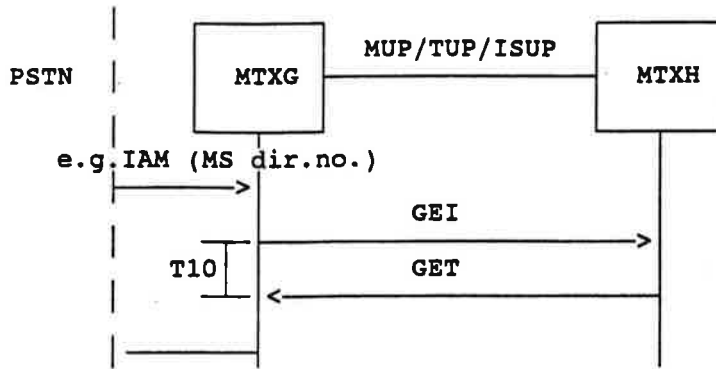 MUP/TUP/ISUP
PSTN
MTXG
MTXH
e.g.IAM (MS dir.no.)
GEI
T10
GET